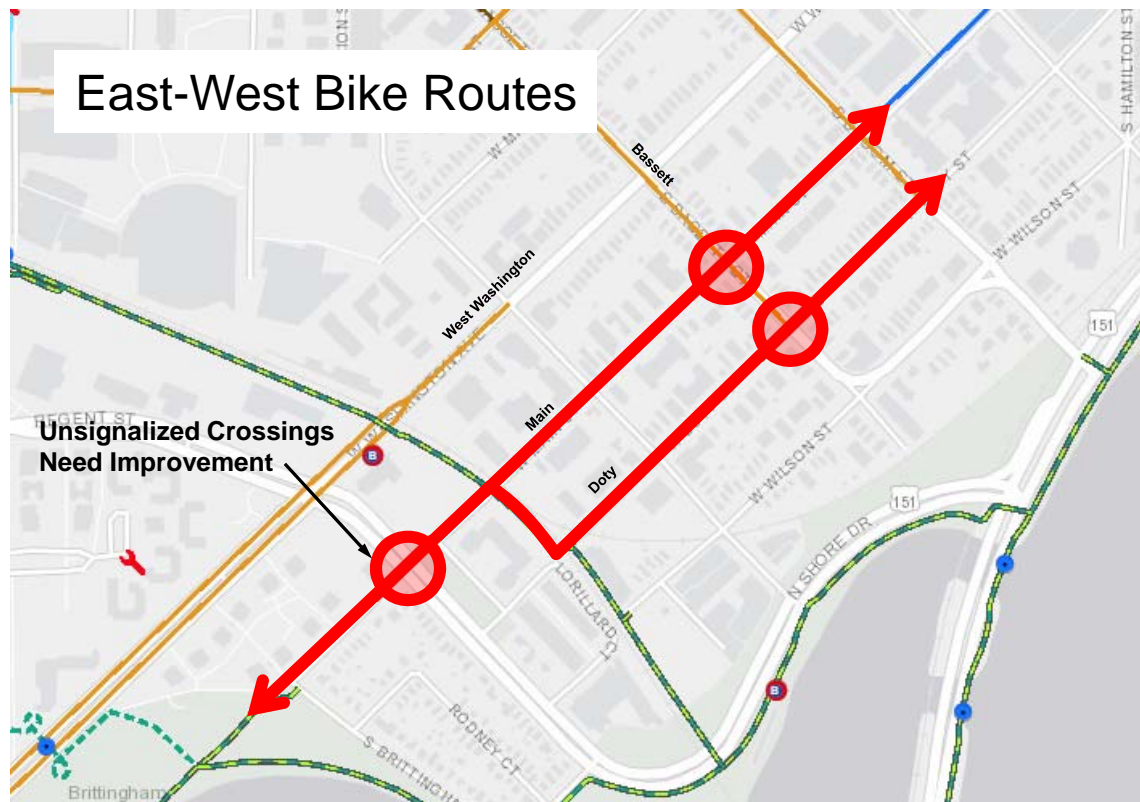 East-West Bike Routes
S HAMILTON ST
Bassett
W WILSON ST
West Washington
151
REGENT ST
Unsignalized Crossings
Need Improvement
B
Main
Doty
W WILSON ST
151
N SHORE DR
LORILLARD CT
B
RODNEY CT
Brittingham